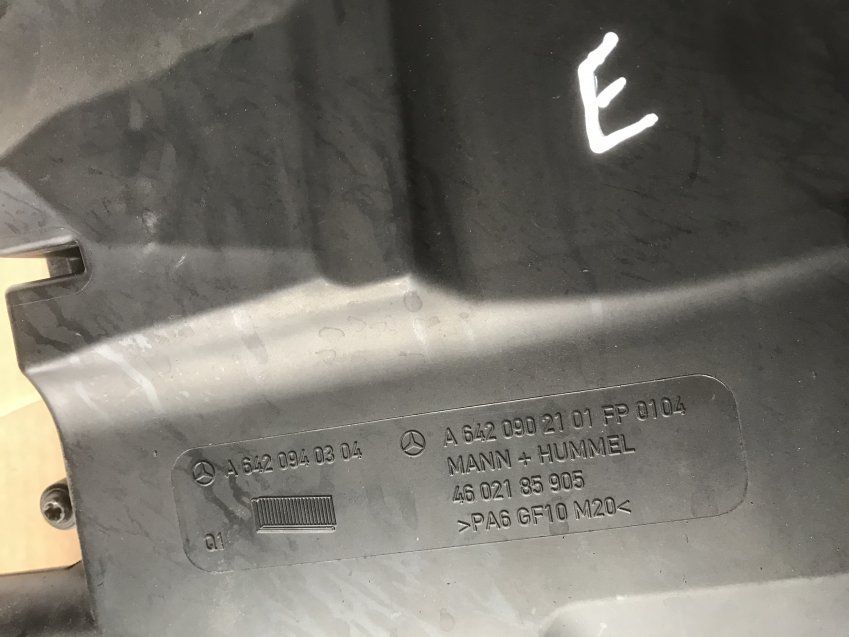 E
A 642 094 03 04
Q1
A 642 090 21 01 FP 0104
MANN + HUMMEL
46 021 85 905
>PA6 GF10 M20<